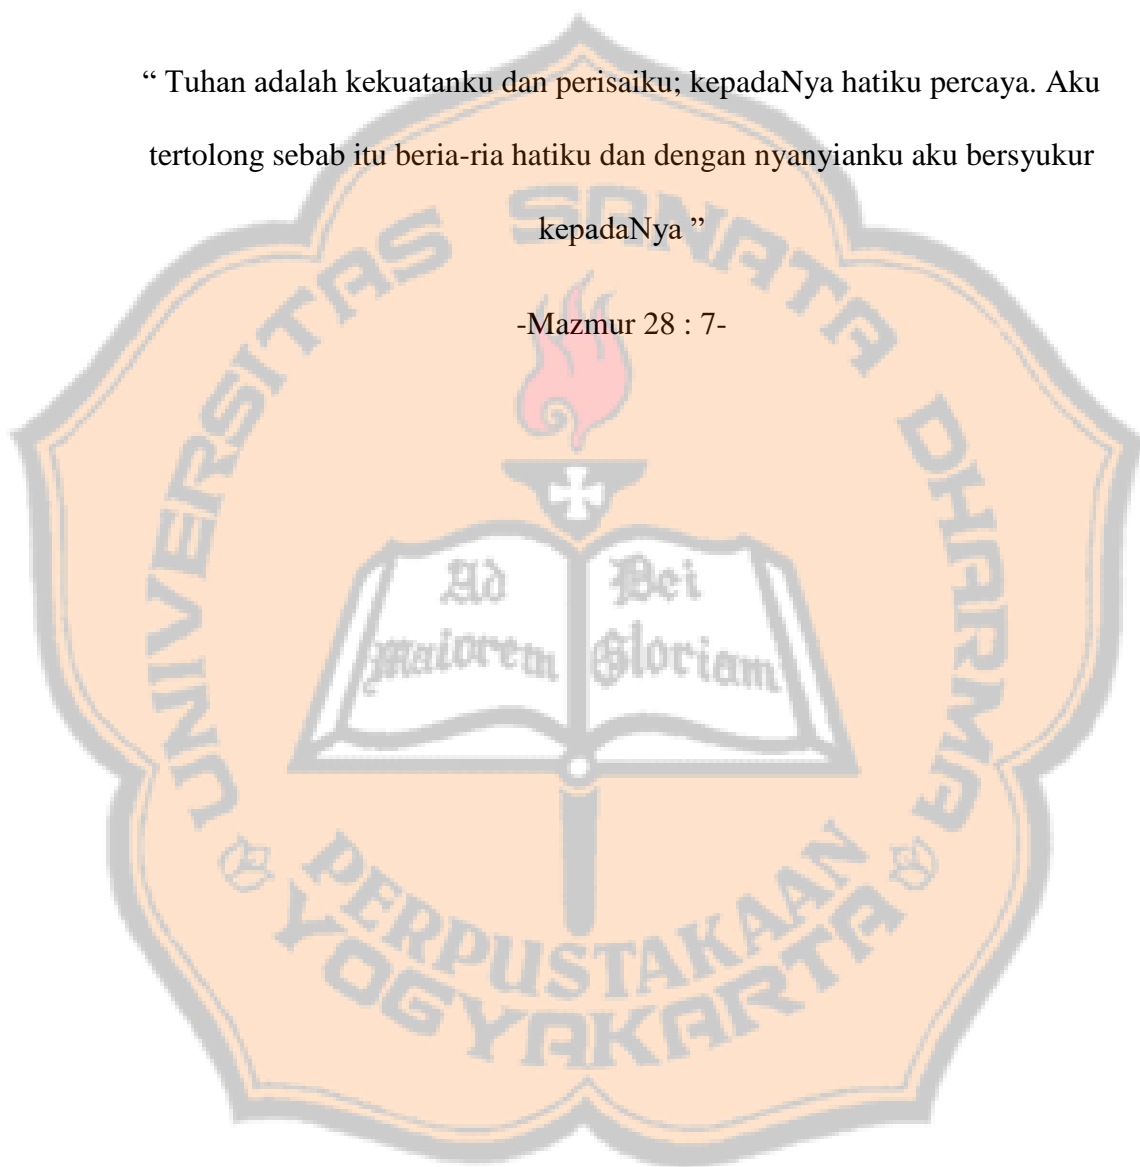 “ Tuhan adalah kekuatanku dan perisaiku; kepadaNya hatiku percaya. Aku
tertolong sebab itu beria-ria hatiku dan dengan nyanyianku aku bersyukur
kepadaNya ”
-Mazmur 28 : 7-
UNIVERSITAS SANATA DHARMA
Ad Dei
Maiorem Gloriam
PERPUSTAKAAN
YOGYAKARTA